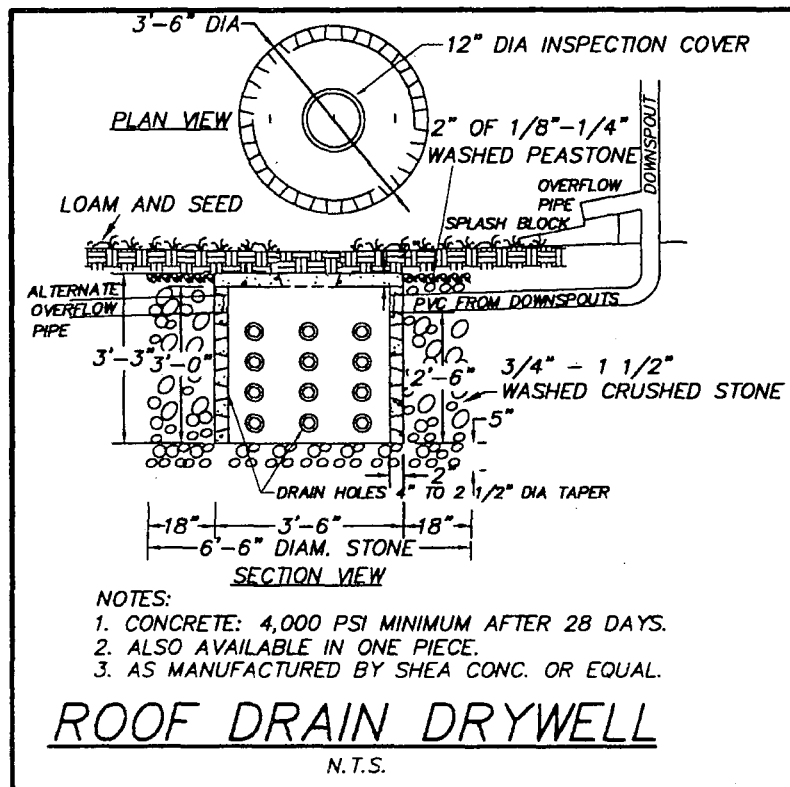 3'-6" DIA
12" DIA INSPECTION COVER
PLAN VIEW
2" OF 1/8"-1/4"
WASHED PEASTONE
DOWNSPOUT
OVERFLOW
PIPE
SPLASH BLOCK
LOAM AND SEED
ALTERNATE
OVERFLOW
PIPE
PVC FROM DOWNSPOUTS
3'-3"
3'-0"
2'-6"
3/4" - 1 1/2"
WASHED CRUSHED STONE
5"
2"
DRAIN HOLES 4" TO 2 1/2" DIA TAPER
18"
3'-6"
18"
6'-6" DIAM. STONE
SECTION VIEW
NOTES:
1. CONCRETE: 4,000 PSI MINIMUM AFTER 28 DAYS.
2. ALSO AVAILABLE IN ONE PIECE.
3. AS MANUFACTURED BY SHEA CONC. OR EQUAL.
ROOF DRAIN DRYWELL
N.T.S.